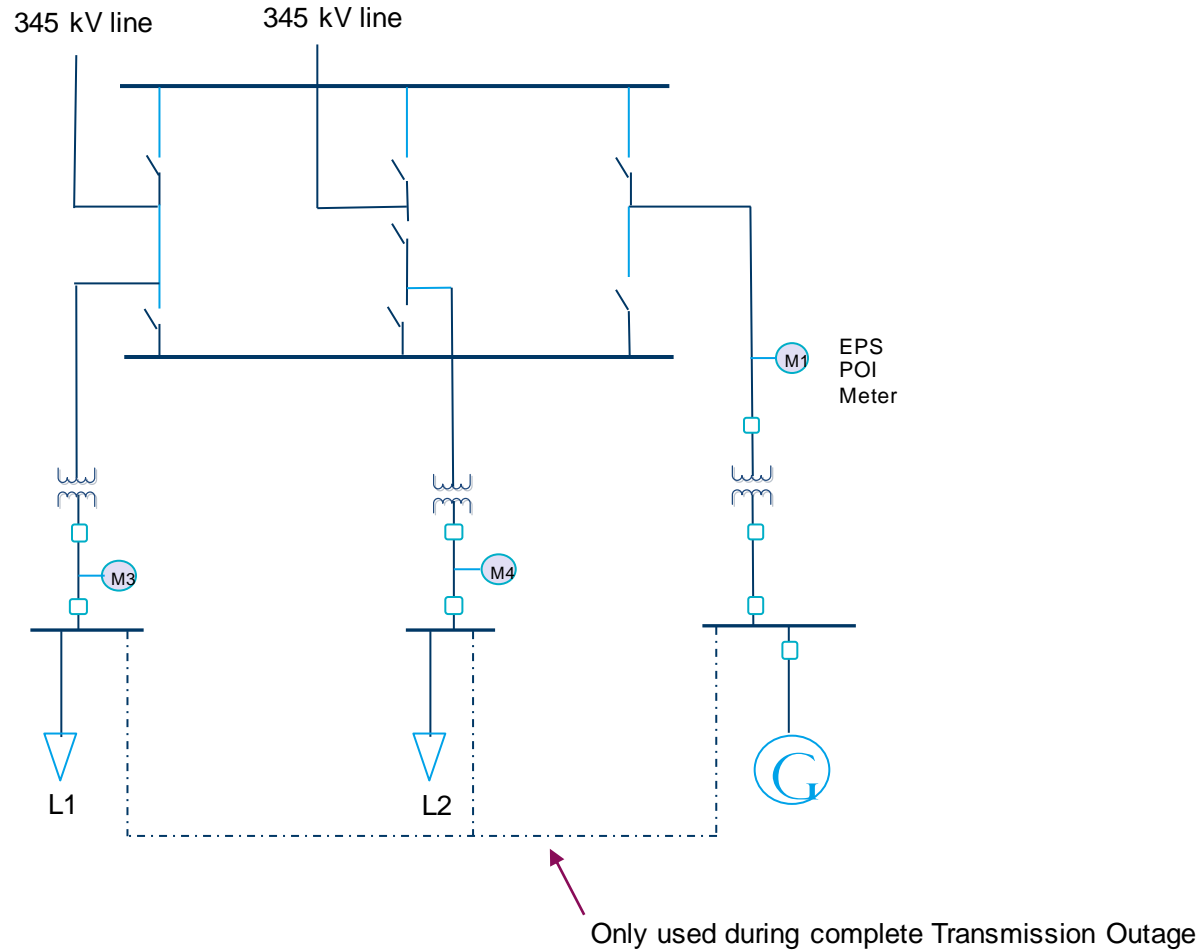 345 kV line
345 kV line
M1
EPS
POI
Meter
M3
M4
L1
L2
G
Only used during complete Transmission Outage